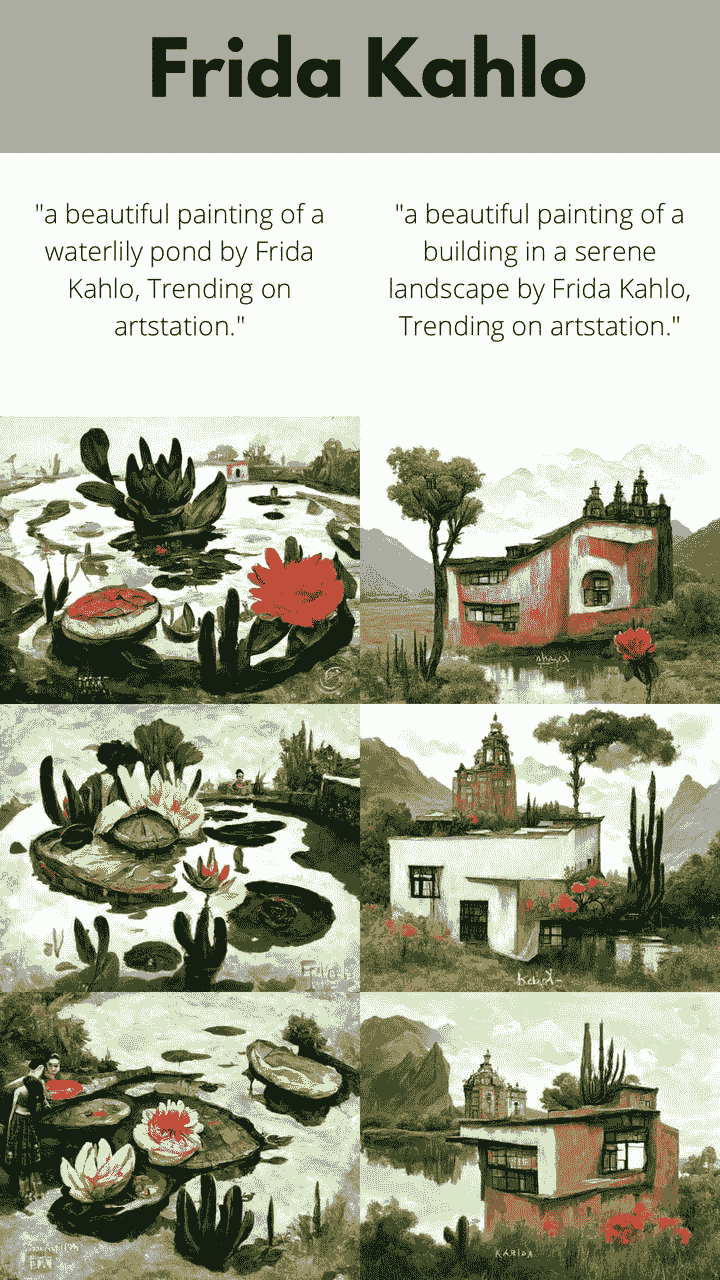 Frida Kahlo
"a beautiful painting of a
waterlily pond by Frida
Kahlo, Trending on
artstation."
"a beautiful painting of a
building in a serene
landscape by Frida Kahlo,
Trending on artstation."